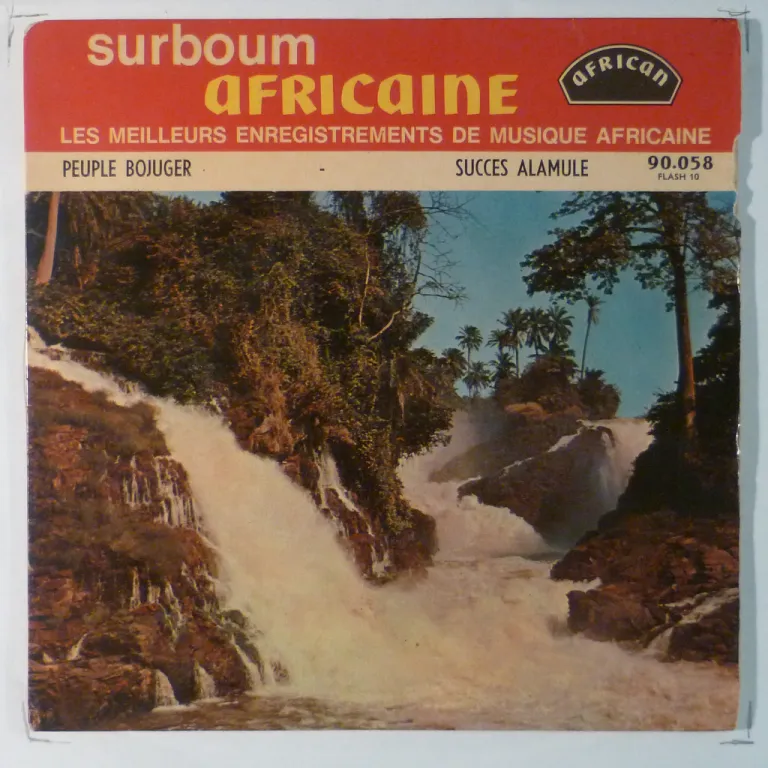 surboum
AFRICAINE
AFRICAN
LES MEILLEURS ENREGISTREMENTS DE MUSIQUE AFRICAINE
PEUPLE BOJUGER - SUCCES ALAMULE 90.058
FLASH 10